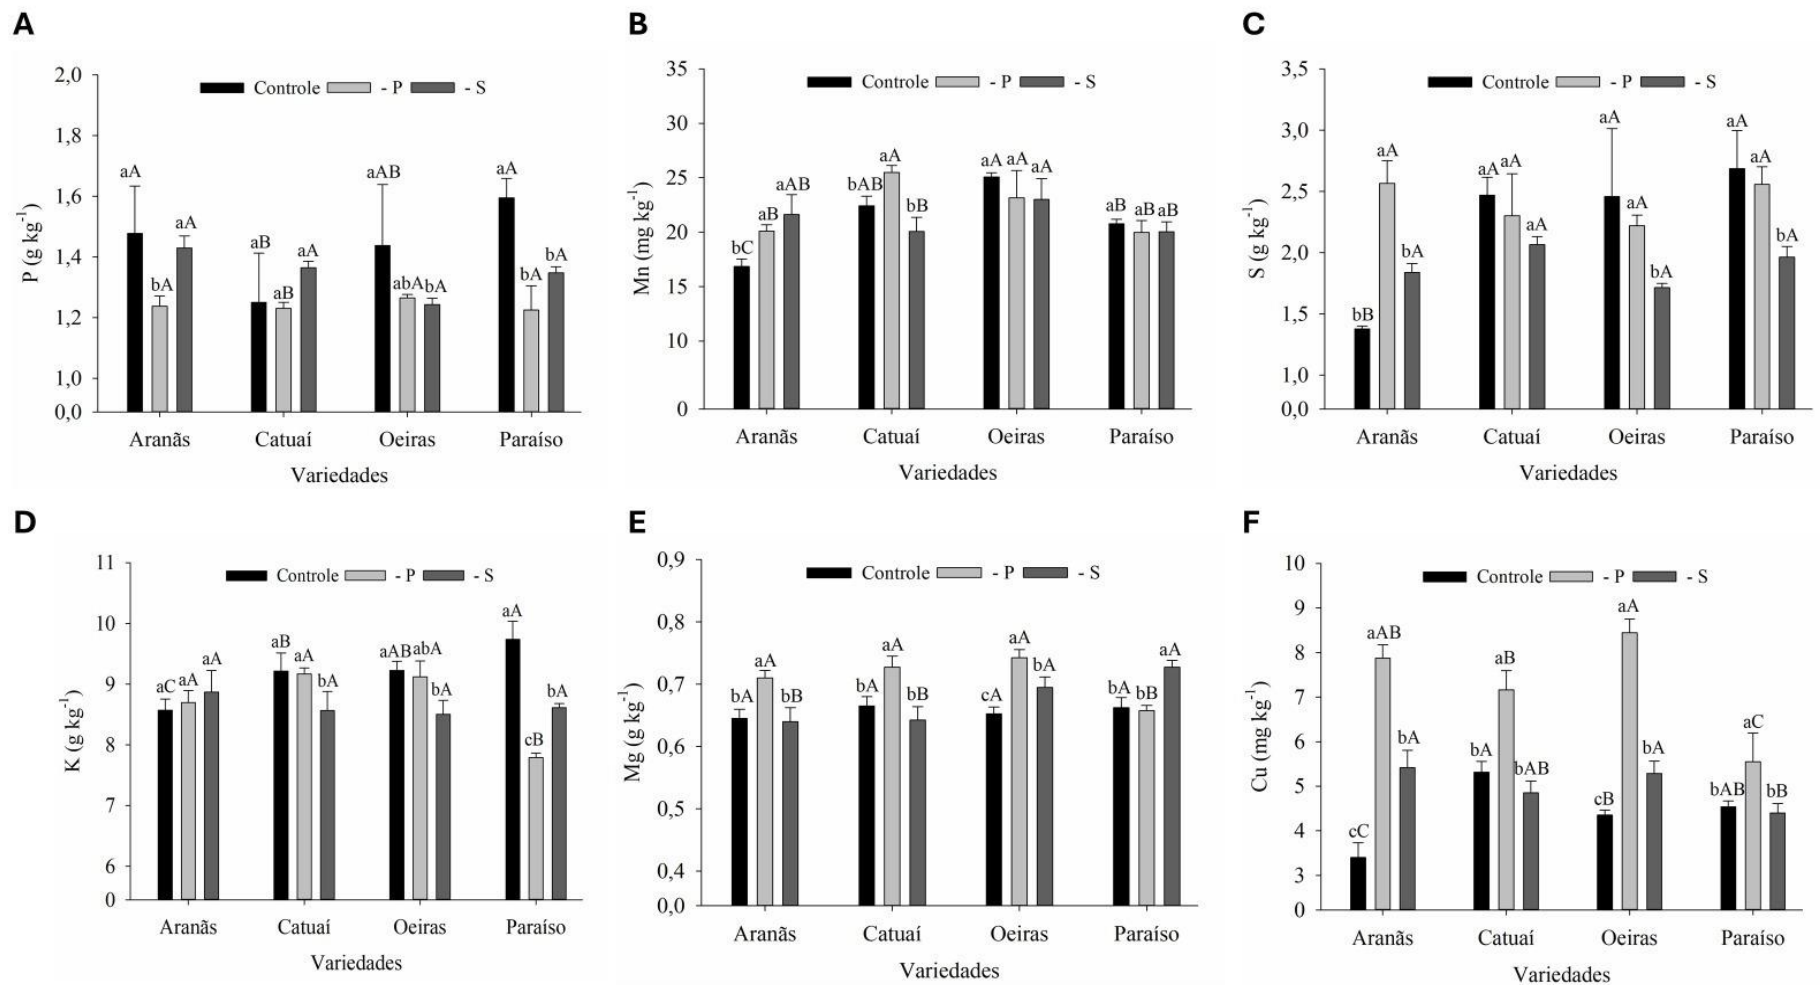 A
Controle - P - S
P (g kg-1)
2,0
1,8
1,6
1,4
1,2
1,0
0,0
aA bA aA
aB aB aA
aAB abA bA
aA bA bA
Aranãs Catuaí Oeiras Paraíso
Variedades
B
Controle - P - S
Mn (mg kg-1)
35
30
25
20
15
10
0
bC aB aAB
bAB aA bB
aA aA aA
aB aB aB
Aranãs Catuaí Oeiras Paraíso
Variedades
C
Controle - P - S
S (g kg-1)
3,5
3,0
2,5
2,0
1,5
1,0
0,0
bB aA bA
aA aA aA
aA aA bA
aA aA bA
Aranãs Catuaí Oeiras Paraíso
Variedades
D
Controle - P - S
K (g kg-1)
11
10
9
8
7
6
0
aC aA aA
aB aA bA
aAB abA bA
aA cB bA
Aranãs Catuaí Oeiras Paraíso
Variedades
E
Controle - P - S
Mg (g kg-1)
0,9
0,8
0,7
0,6
0,5
0,4
0,0
bA aA bB
bA aA bB
cA aA bA
bA bB aA
Aranãs Catuaí Oeiras Paraíso
Variedades
F
Controle - P - S
Cu (mg kg-1)
10
9
8
7
6
5
4
3
0
cC aAB bA
bA aB bAB
cB aA bA
bAB aC bB
Aranãs Catuaí Oeiras Paraíso
Variedades